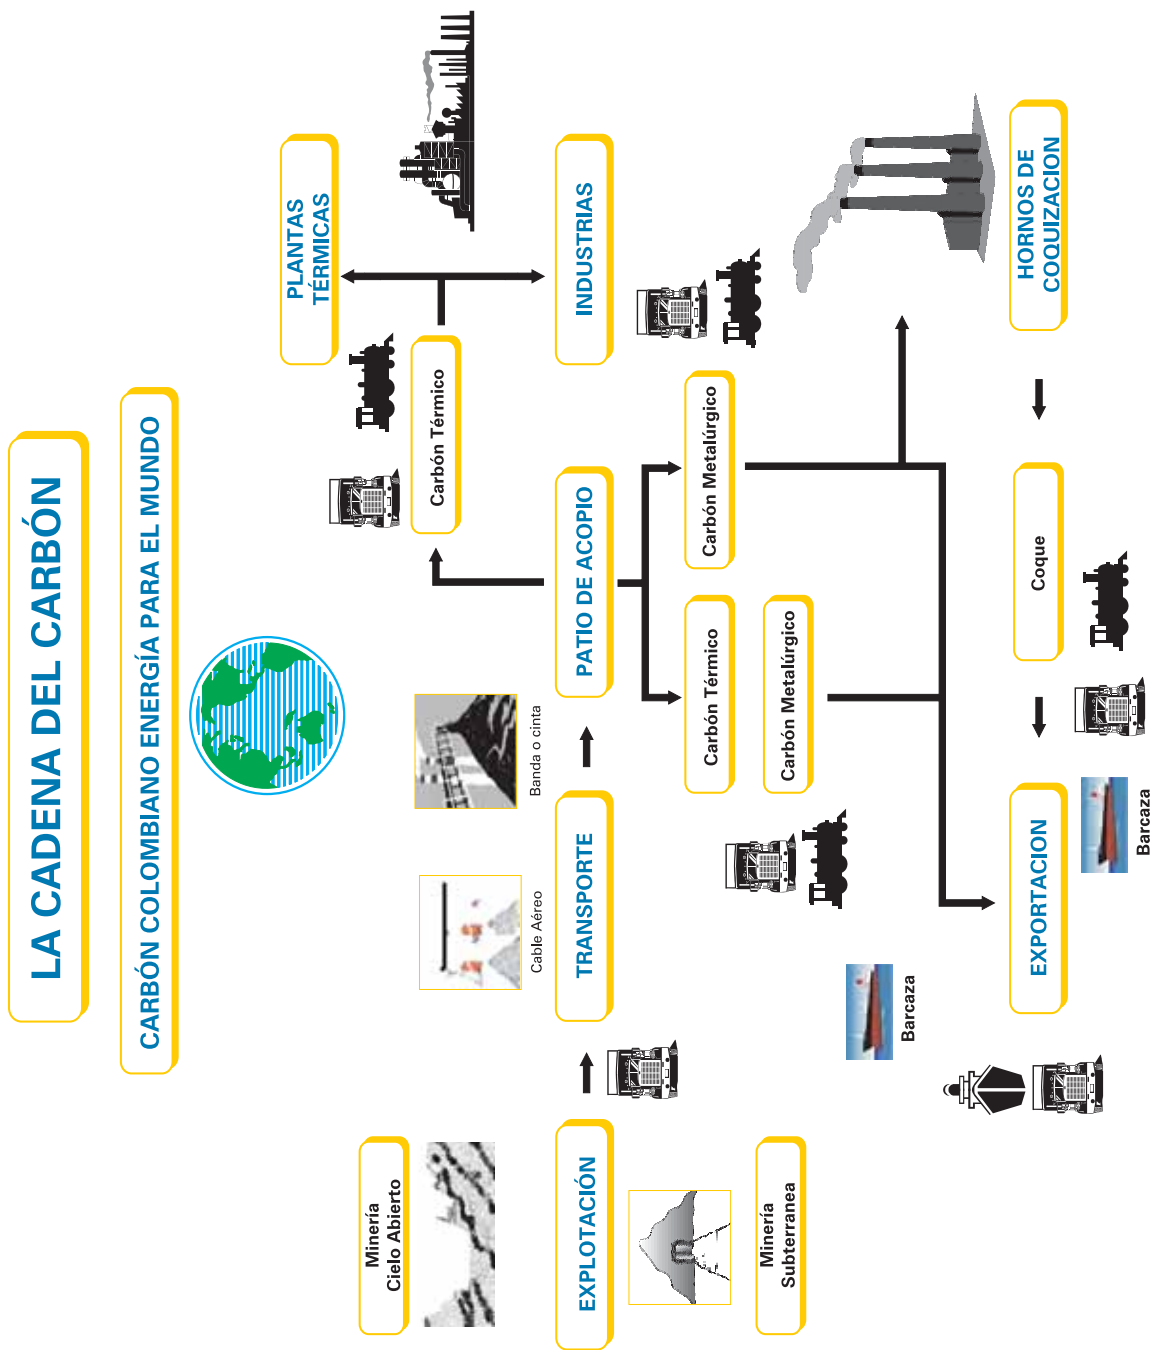 LA CADENA DEL CARBÓN
CARBÓN COLOMBIANO ENERGÍA PARA EL MUNDO
Minería
Cielo Abierto
EXPLOTACIÓN
Minería
Subterranea
Cable Aéreo
Banda o cinta
TRANSPORTE
PATIO DE ACOPIO
Carbón Térmico
PLANTAS
TÉRMICAS
INDUSTRIAS
Carbón Térmico
Carbón Metalúrgico
Carbón Metalúrgico
Barcaza
EXPORTACION
Coque
HORNOS DE
COQUIZACION
Barcaza